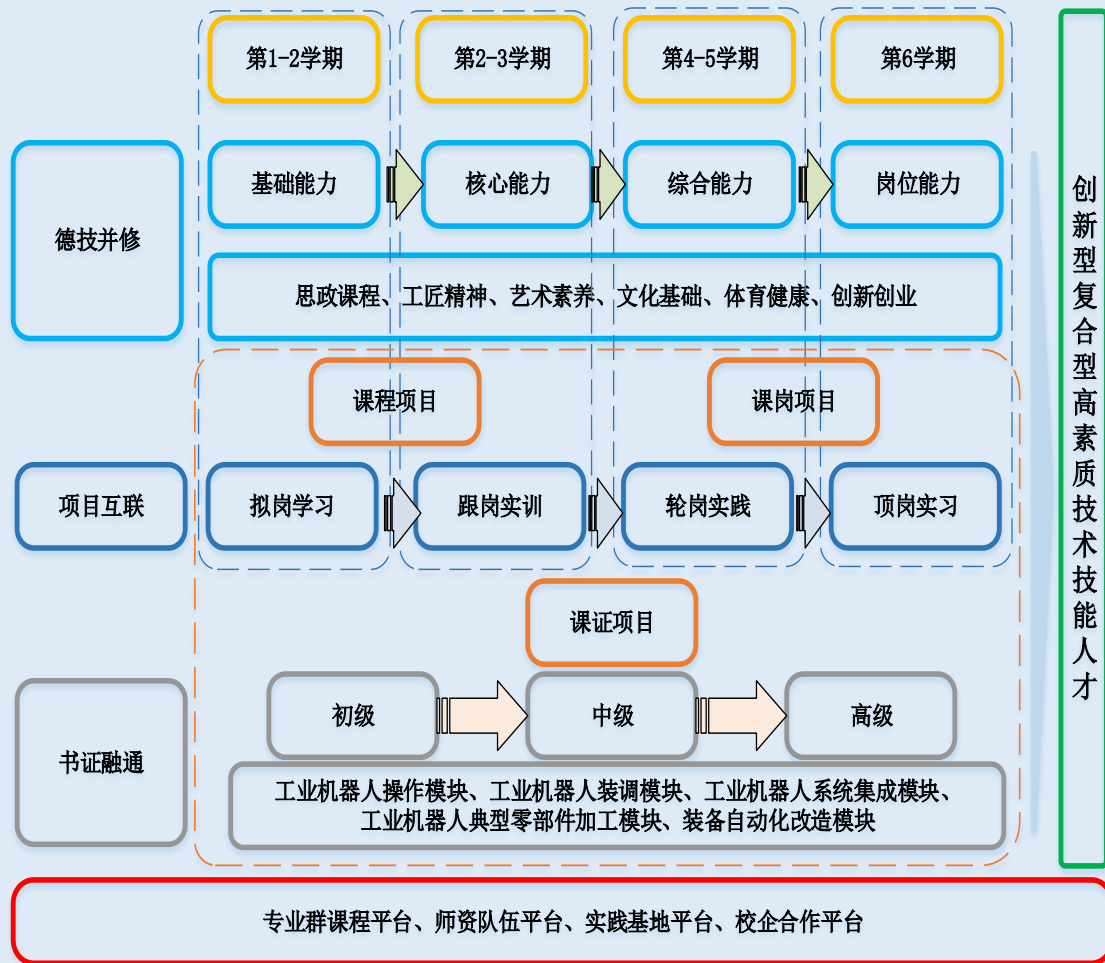 第1-2学期
第2-3学期
第4-5学期
第6学期
德技并修
基础能力
核心能力
综合能力
岗位能力
思政课程、工匠精神、艺术素养、文化基础、体育健康、创新创业
课程项目
课岗项目
项目互联
拟岗学习
跟岗实训
轮岗实践
顶岗实习
课证项目
书证融通
初级
中级
高级
工业机器人操作模块、工业机器人装调模块、工业机器人系统集成模块、
工业机器人典型零部件加工模块、装备自动化改造模块
创新型复合型高素质技术技能人才
专业群课程平台、师资队伍平台、实践基地平台、校企合作平台